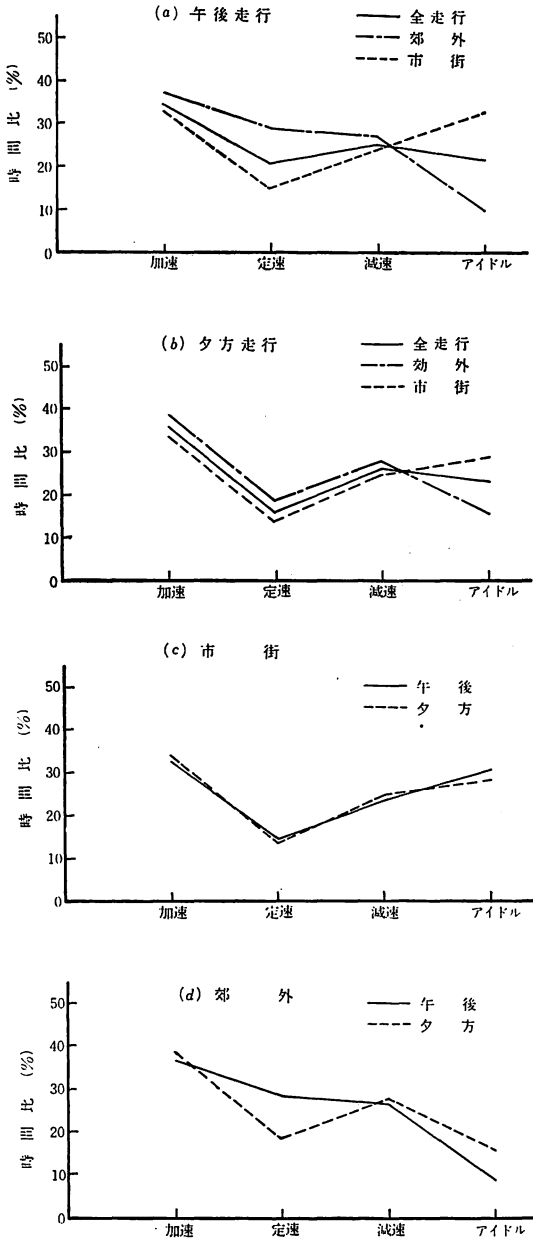 (a) 午後走行
全走行
郊外
市街
時間比 (%)
50
40
30
20
10
0
加速 定速 減速 アイドル
(b) 夕方走行
全走行
効外
市街
時間比 (%)
50
40
30
20
10
0
加速 定速 減速 アイドル
(c) 市街
午後
夕方
時間比 (%)
50
40
30
20
10
0
加速 定速 減速 アイドル
(d) 郊外
午後
夕方
時間比 (%)
50
40
30
20
10
0
加速 定速 減速 アイドル